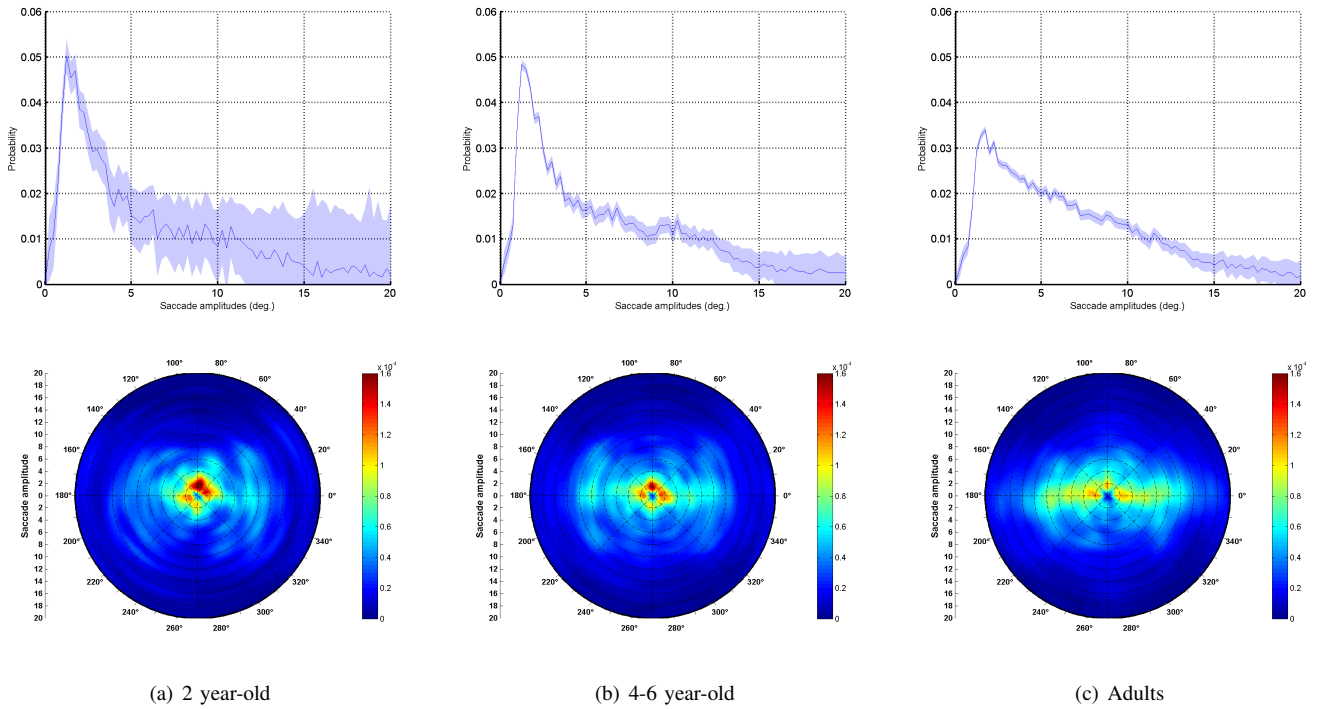 0.06 0.06 0.06
0.05 0.05 0.05
0.04 0.04 0.04
Probability Probability Probability
0.03 0.03 0.03
0.02 0.02 0.02
0.01 0.01 0.01
0 0 0
0 5 10 15 20 0 5 10 15 20 0 5 10 15 20
Saccade amplitudes (deg.) Saccade amplitudes (deg.) Saccade amplitudes (deg.)
20 18 16 14 12 10 8 6 4 2 0 2 4 6 8 10 12 14 16 18 20
Saccade amplitude
100° 80° 120° 60° 140° 40° 160° 20° 180° 0° 200° 340° 220° 320° 240° 300° 260° 280°
x 10⁻⁴
1.6 1.4 1.2 1 0.8 0.6 0.4 0.2 0
20 18 16 14 12 10 8 6 4 2 0 2 4 6 8 10 12 14 16 18 20
Saccade amplitude
100° 80° 120° 60° 140° 40° 160° 20° 180° 0° 200° 340° 220° 320° 240° 300° 260° 280°
x 10⁻⁴
1.6 1.4 1.2 1 0.8 0.6 0.4 0.2 0
20 18 16 14 12 10 8 6 4 2 0 2 4 6 8 10 12 14 16 18 20
Saccade amplitude
100° 80° 120° 60° 140° 40° 160° 20° 180° 0° 200° 340° 220° 320° 240° 300° 260° 280°
x 10⁻⁴
1.6 1.4 1.2 1 0.8 0.6 0.4 0.2 0
(a) 2 year-old (b) 4-6 year-old (c) Adults